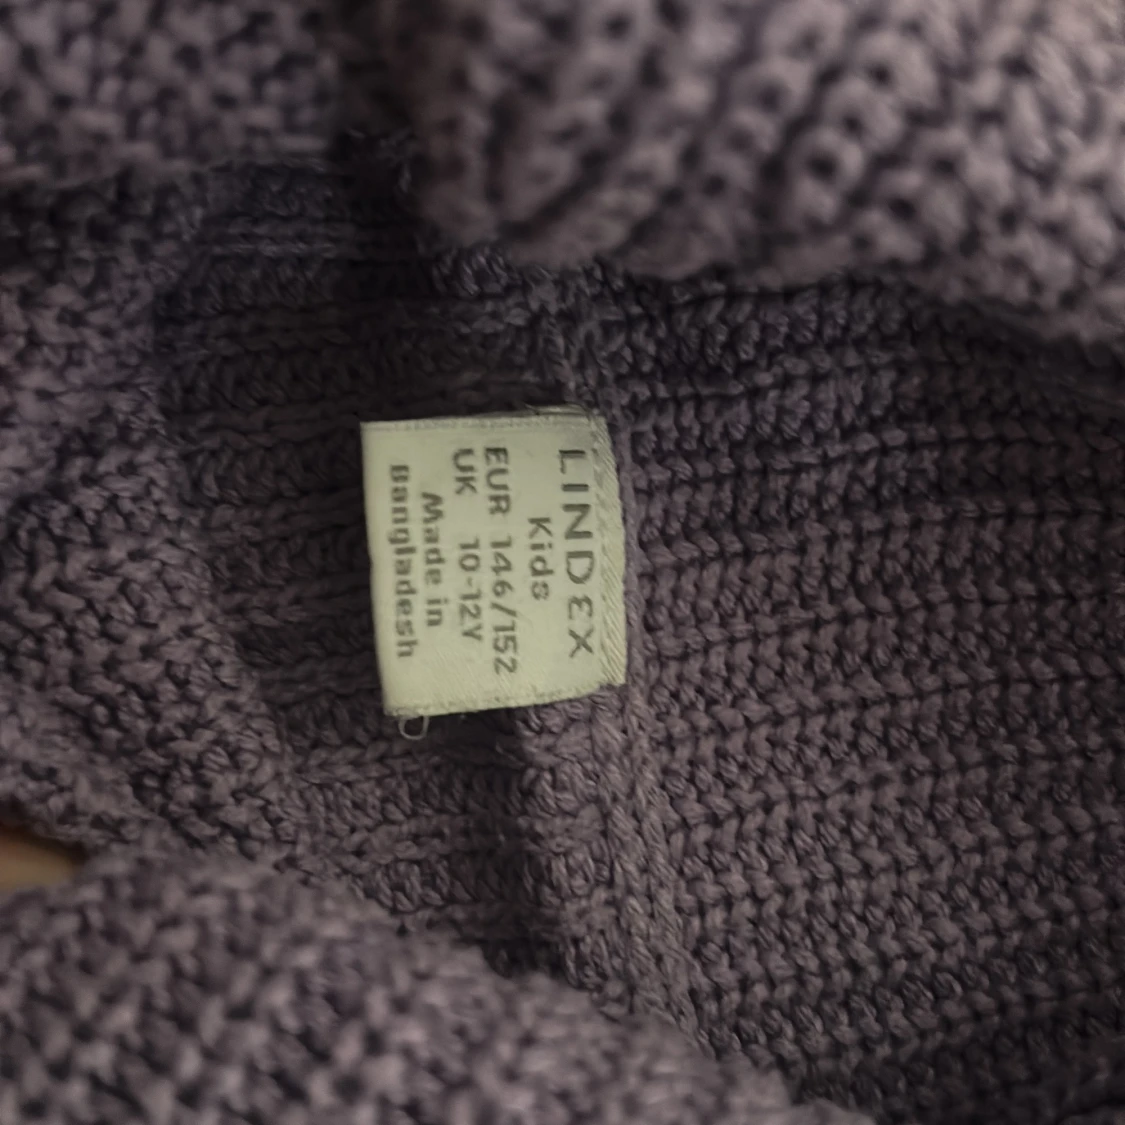 LINDEX
Kids
EUR 146/152
UK 10-12Y
Made in
Bangladesh